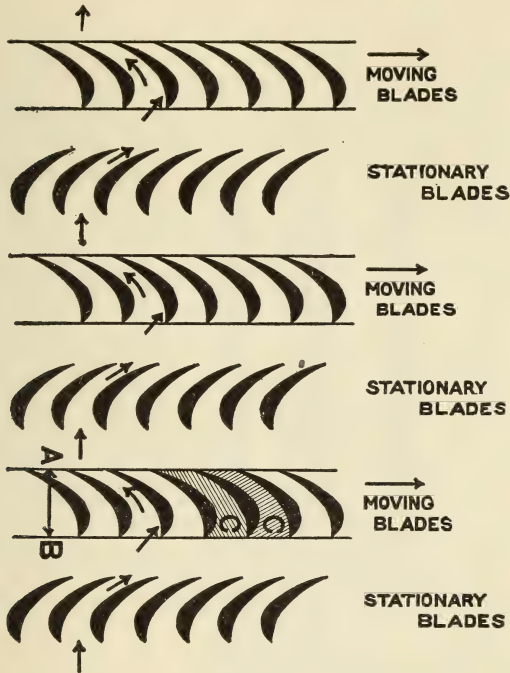 MOVING
BLADES
STATIONARY
BLADES
MOVING
BLADES
STATIONARY
BLADES
A
B
C
C
MOVING
BLADES
STATIONARY
BLADES